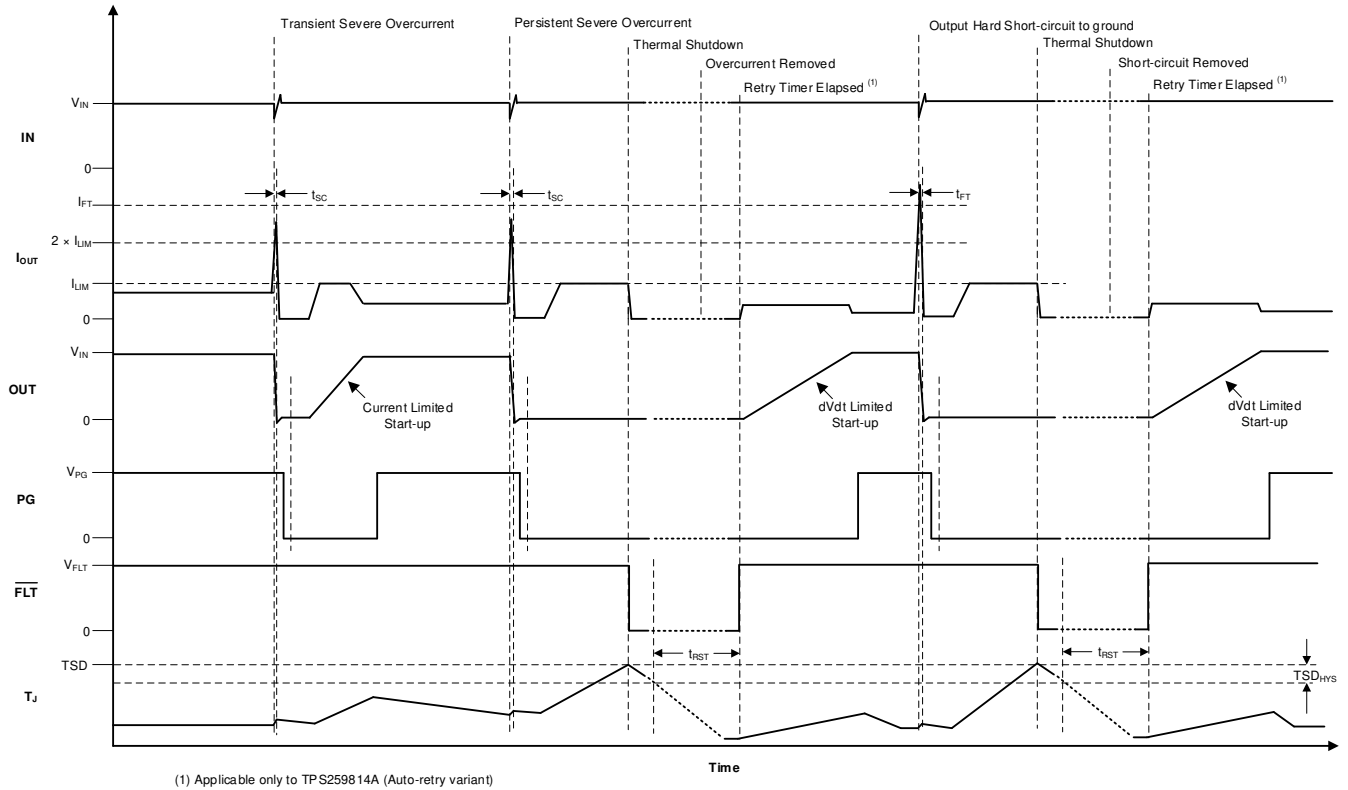 Transient Severe Overcurrent
Persistent Severe Overcurrent
Thermal Shutdown
Overcurrent Removed
Retry Timer Elapsed (1)
Output Hard Short-circuit to ground
Thermal Shutdown
Short-circuit Removed
Retry Timer Elapsed (1)
VIN
IN
0
tSC
tSC
tFT
IFT
2 × ILIM
IOUT
ILIM
0
VIN
OUT
0
Current Limited
Start-up
dVdt Limited
Start-up
dVdt Limited
Start-up
VPG
PG
0
VFLT
FLT
0
tRST
tRST
TSD
TSDHYS
TJ
Time
(1) Applicable only to TPS259814A (Auto-retry variant)